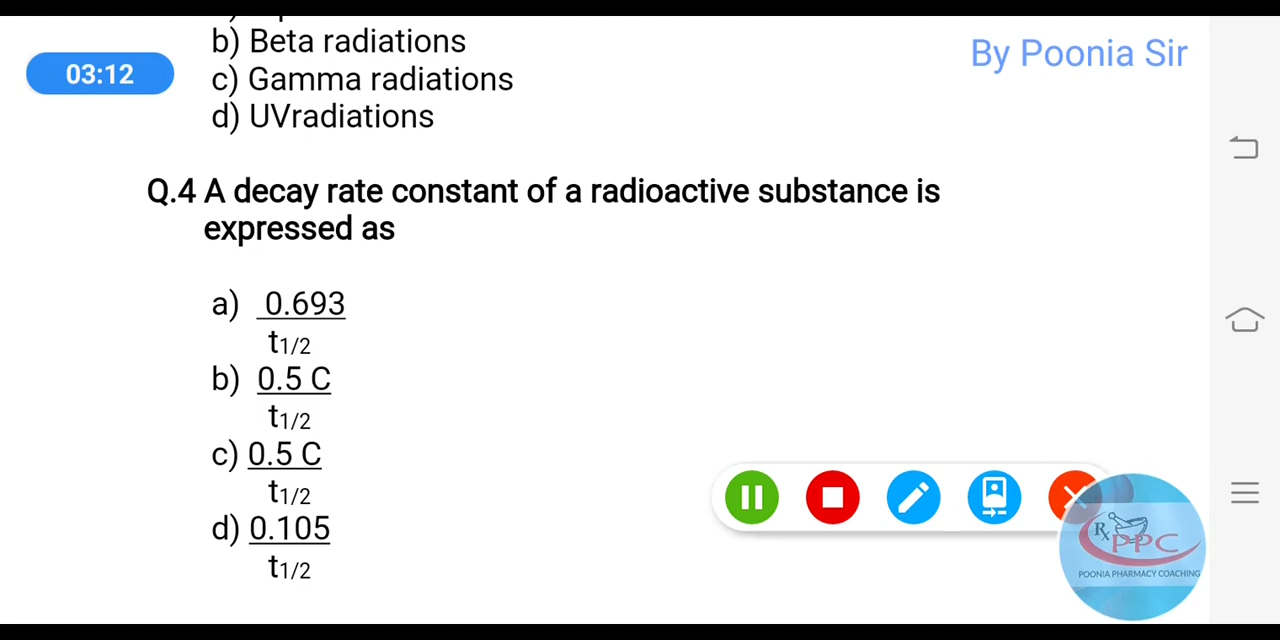 b) Beta radiations
By Poonia Sir
03:12
c) Gamma radiations
d) UVradiations
Q.4 A decay rate constant of a radioactive substance is
expressed as
a) 0.693
t1/2
b) 0.5 C
t1/2
c) 0.5 C
t1/2
d) 0.105
t1/2
Rx
PPC
POONIA PHARMACY COACHING